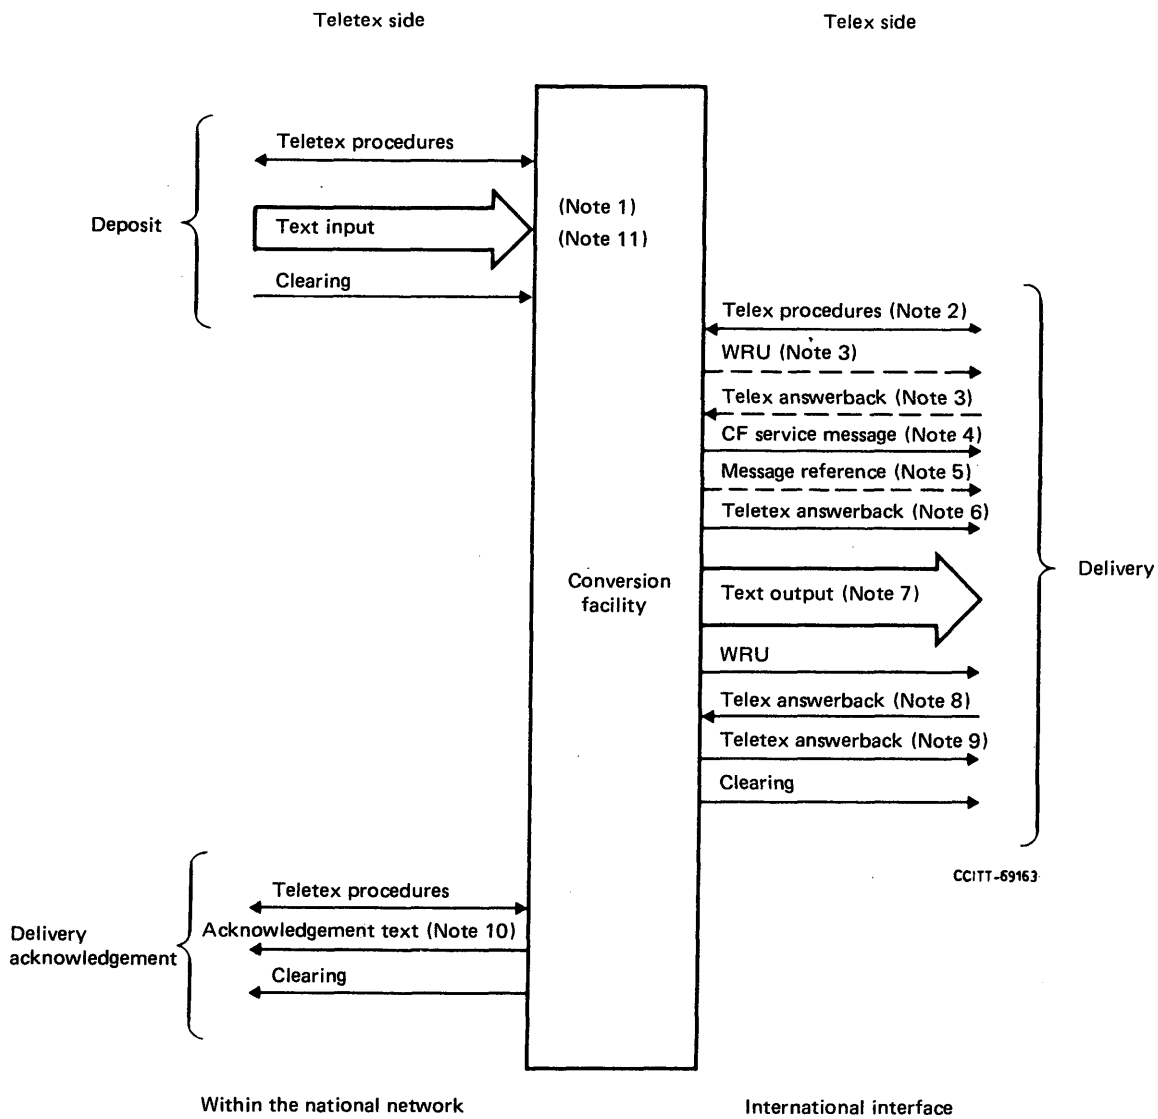 Teletex side
Telex side
Teletex procedures
Deposit
Text input
(Note 1)
(Note 11)
Clearing
Telex procedures (Note 2)
WRU (Note 3)
Telex answerback (Note 3)
CF service message (Note 4)
Message reference (Note 5)
Teletex answerback (Note 6)
Conversion
facility
Text output (Note 7)
Delivery
WRU
Telex answerback (Note 8)
Teletex answerback (Note 9)
Clearing
CCITT-69163
Teletex procedures
Delivery
acknowledgement
Acknowledgement text (Note 10)
Clearing
Within the national network
International interface